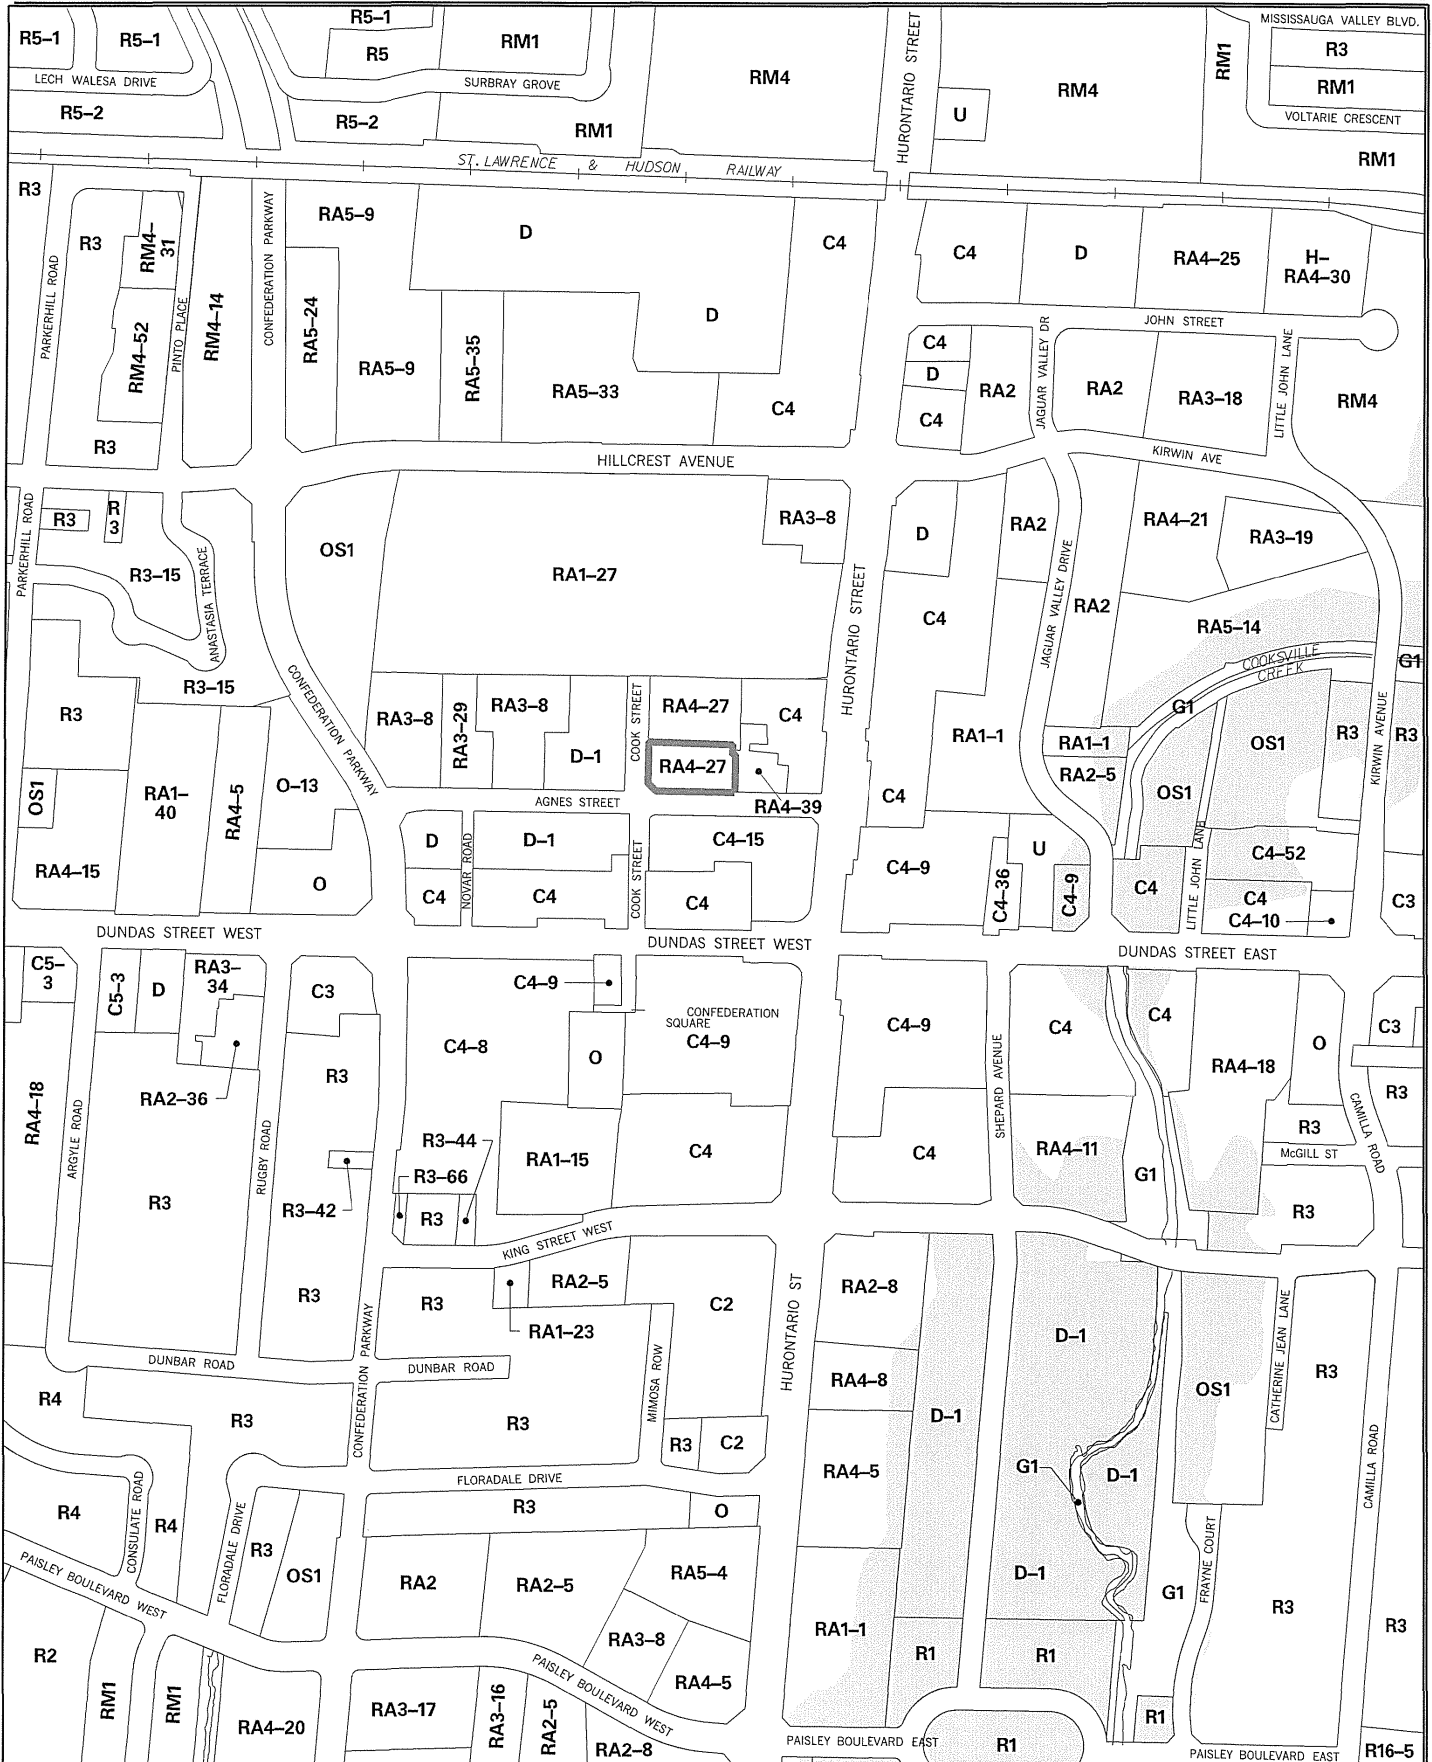 R5–1
R5–1
R5–1
R5
RM1
MISSISSAUGA VALLEY BLVD.
R3
RM1
RM1
VOLTARIE CRESCENT
LECH WALESA DRIVE
SURBRAY GROVE
RM4
HURONTARIO STREET
RM4
U
R5–2
R5–2
RM1
RM1
ST. LAWRENCE & HUDSON RAILWAY
R3
PARKERHILL ROAD
R3
RM4–
31
RM4–52
PINTO PLACE
RM4–14
CONFEDERATION PARKWAY
RA5–9
D
C4
C4
D
RA4–25
H–
RA4–30
RA5–24
RA5–9
RA5–35
D
RA5–33
C4
JOHN STREET
C4
D
C4
RA2
JAGUAR VALLEY DR
RA2
RA3–18
LITTLE JOHN LANE
RM4
R3
HILLCREST AVENUE
KIRWIN AVE
PARKERHILL ROAD
R3
R
3
R3–15
ANASTASIA TERRACE
OS1
RA1–27
RA3–8
D
RA2
RA4–21
RA3–19
HURONTARIO STREET
C4
JAGUAR VALLEY DRIVE
RA2
RA5–14
COOKSVILLE
CREEK
G1
G1
R3–15
CONFEDERATION PARKWAY
R3
RA3–8
RA3–29
RA3–8
COOK STREET
RA4–27
C4
D–1
RA4–27
RA4–39
RA1–1
RA1–1
RA2–5
OS1
OS1
R3
KIRWIN AVENUE
R3
OS1
RA1–
40
RA4–5
O–13
AGNES STREET
C4
RA4–15
O
D
NOVAR ROAD
D–1
COOK STREET
C4–15
C4–9
U
C4–36
C4–9
C4
LITTLE JOHN LANE
C4–52
C4
C4–10
C3
C4
C4
C4
DUNDAS STREET WEST
DUNDAS STREET WEST
DUNDAS STREET EAST
C5–
3
C5–3
D
RA3–
34
C3
C4–9
CONFEDERATION
SQUARE
C4–9
C4–9
C4
C4
C3
RA4–18
ARGYLE ROAD
RA2–36
RUGBY ROAD
R3
C4–8
O
SHEPARD AVENUE
RA4–18
O
R3
CAMILLA ROAD
R3
McGILL ST
R3
R3–42
R3–44
R3–66
R3
RA1–15
C4
C4
RA4–11
G1
R3
KING STREET WEST
R3
R3
RA2–5
RA1–23
C2
HURONTARIO ST
RA2–8
D–1
CATHERINE JEAN LANE
R3
OS1
DUNBAR ROAD
CONFEDERATION PARKWAY
DUNBAR ROAD
MIMOSA ROW
RA4–8
D–1
R4
R3
R3
R3
C2
RA4–5
G1
D–1
CAMILLA ROAD
FLORADALE DRIVE
R4
CONSULATE ROAD
R4
FLORADALE DRIVE
R3
OS1
R3
O
RA2
RA2–5
RA5–4
D–1
G1
FRAYNE COURT
R3
R3
PAISLEY BOULEVARD WEST
RA3–8
RA4–5
RA1–1
R1
R1
R1
R2
RM1
RM1
RA4–20
RA3–17
RA3–16
RA2–5
PAISLEY BOULEVARD WEST
RA2–8
PAISLEY BOULEVARD EAST
R1
PAISLEY BOULEVARD EAST
R16–5